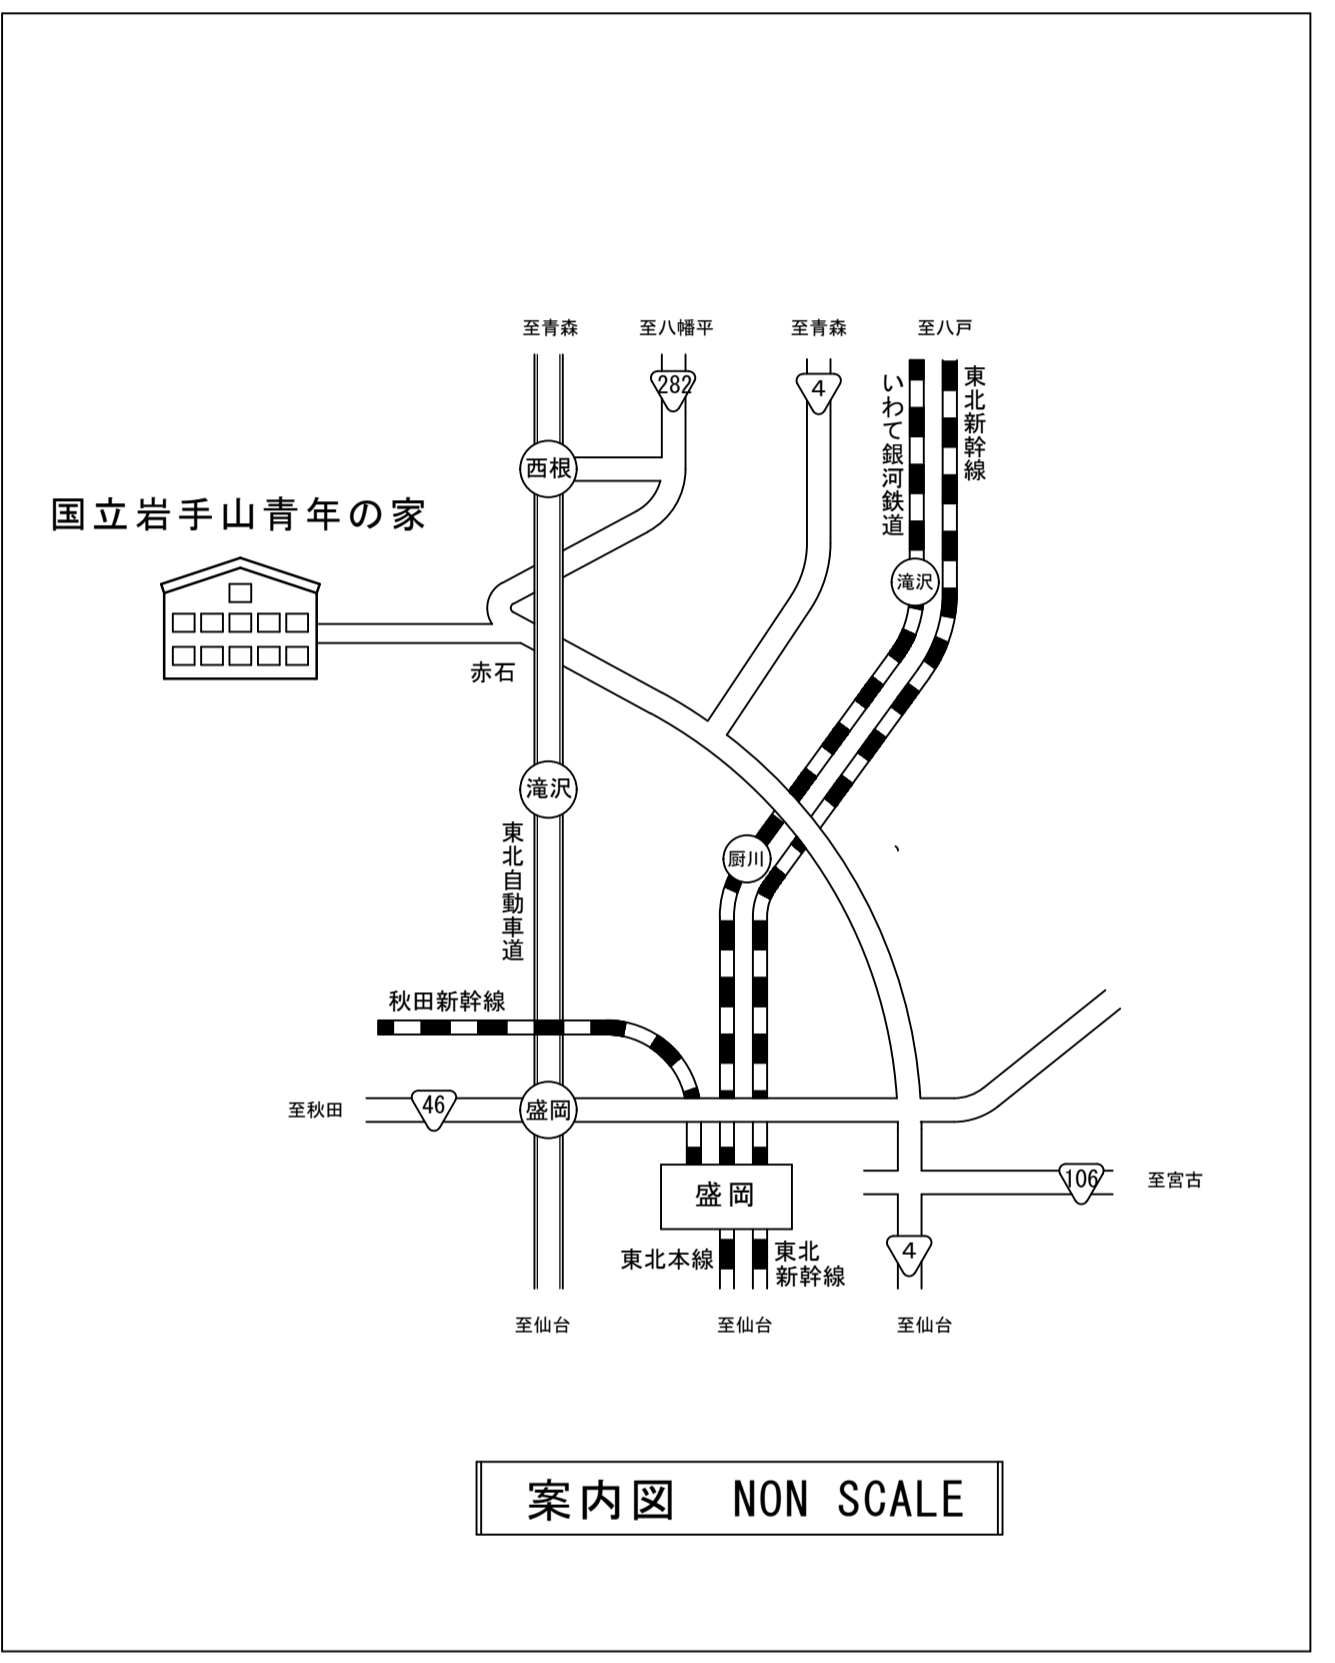 至青森
至八幡平
至青森
至八戸
282
4
いわて銀河鉄道
東北新幹線
西根
国立岩手山青年の家
滝沢
赤石
滝沢
東北自動車道
厨川
秋田新幹線
至秋田
46
盛岡
盛岡
106
至宮古
東北本線
東北
新幹線
4
至仙台
至仙台
至仙台
案内図 NON SCALE